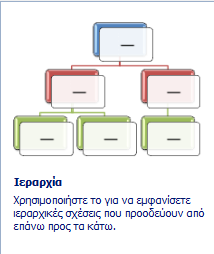 Ιεραρχία
Χρησιμοποιήστε το για να εμφανίσετε
ιεραρχικές σχέσεις που προοδεύουν από
επάνω προς τα κάτω.